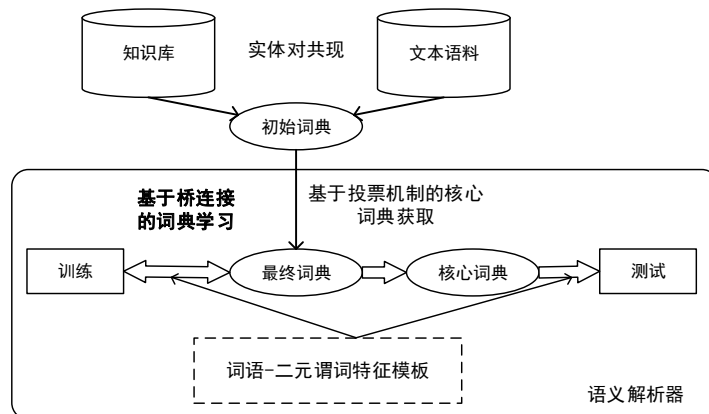 知识库
实体对共现
文本语料
初始词典
基于桥连接
的词典学习
基于投票机制的核心
词典获取
训练
最终词典
核心词典
测试
词语-二元谓词特征模板
语义解析器